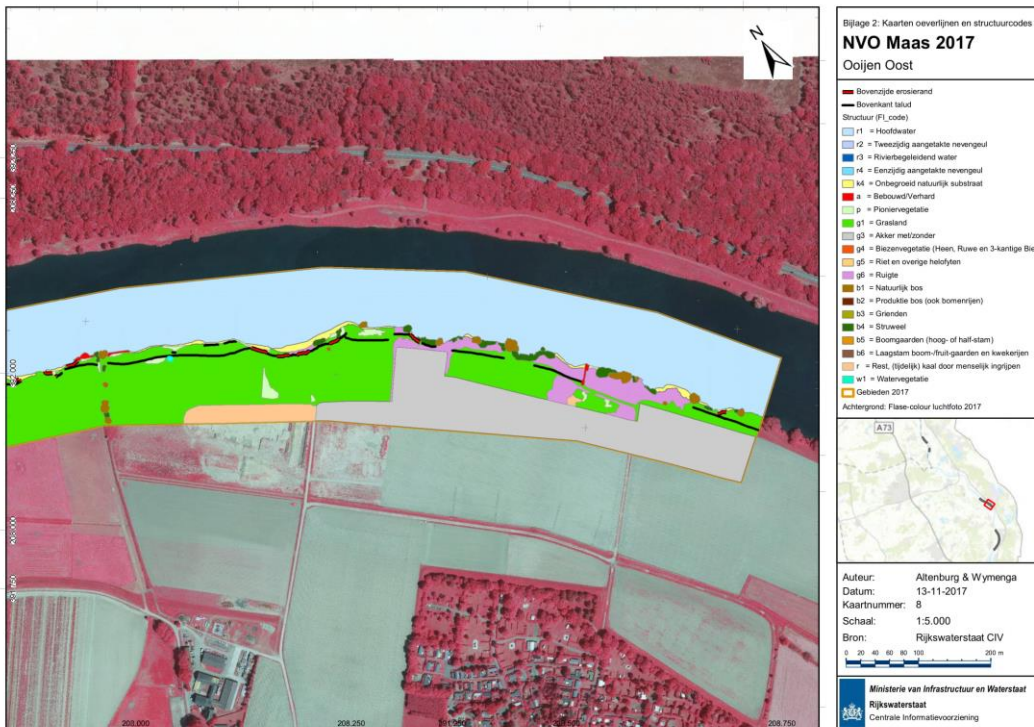 N
Bijlage 2: Kaarten oeverlijnen en structuurcodes
NVO Maas 2017
Ooijen Oost
Bovenzijde erosierand
Bovenkant talud
Structuur (FI_code)
r1 = Hoofdwater
r2 = Tweezijdig aangetakte nevengeul
r3 = Rivierbegeleidend water
r4 = Eenzijdig aangetakte nevengeul
k4 = Onbegroeid natuurlijk substraat
a = Bebouwd/Verhard
p = Pioniervegetatie
g1 = Grasland
g3 = Akker met/zonder
g4 = Biezenvegetatie (Heen, Ruwe en 3-kantige Bie
g5 = Riet en overige helofyten
g6 = Ruigte
b1 = Natuurlijk bos
b2 = Produktie bos (ook bomenrijen)
b3 = Grienden
b4 = Struweel
b5 = Boomgaarden (hoog- of half-stam)
b6 = Laagstam boom-/fruit-gaarden en kwekerijen
r = Rest, (tijdelijk) kaal door menselijk ingrijpen
w1 = Watervegetatie
Gebieden 2017
Achtergrond: Flase-colour luchtfoto 2017
A73
Auteur: Altenburg & Wymenga
Datum: 13-11-2017
Kaartnummer: 8
Schaal: 1:5.000
Bron: Rijkswaterstaat CIV
0 20 40 60 80 100 200 m
Ministerie van Infrastructuur en Waterstaat
Rijkswaterstaat
Centrale Informatievoorziening
208.000 208.250 208.750